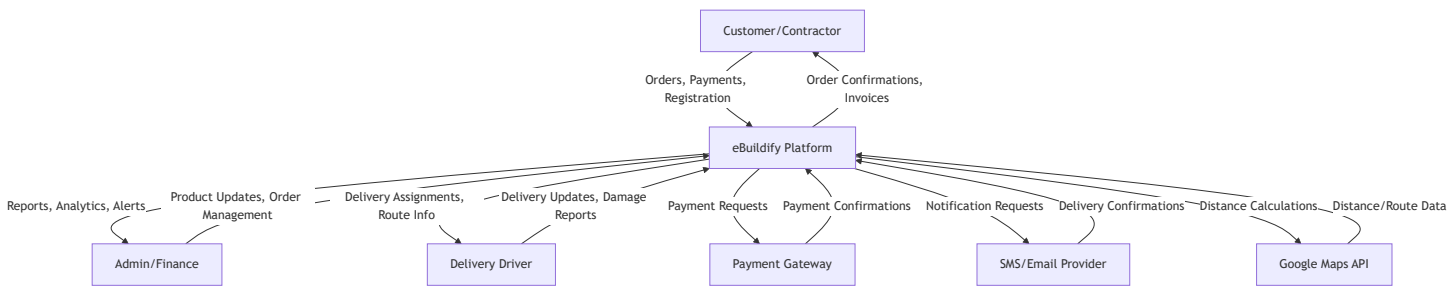 Customer/Contractor
Orders, Payments,
Registration
Order Confirmations,
Invoices
eBuildify Platform
Reports, Analytics, Alerts
Product Updates, Order
Management
Delivery Assignments,
Route Info
Delivery Updates, Damage
Reports
Payment Requests
Payment Confirmations
Notification Requests
Delivery Confirmations
Distance Calculations
Distance/Route Data
Admin/Finance
Delivery Driver
Payment Gateway
SMS/Email Provider
Google Maps API